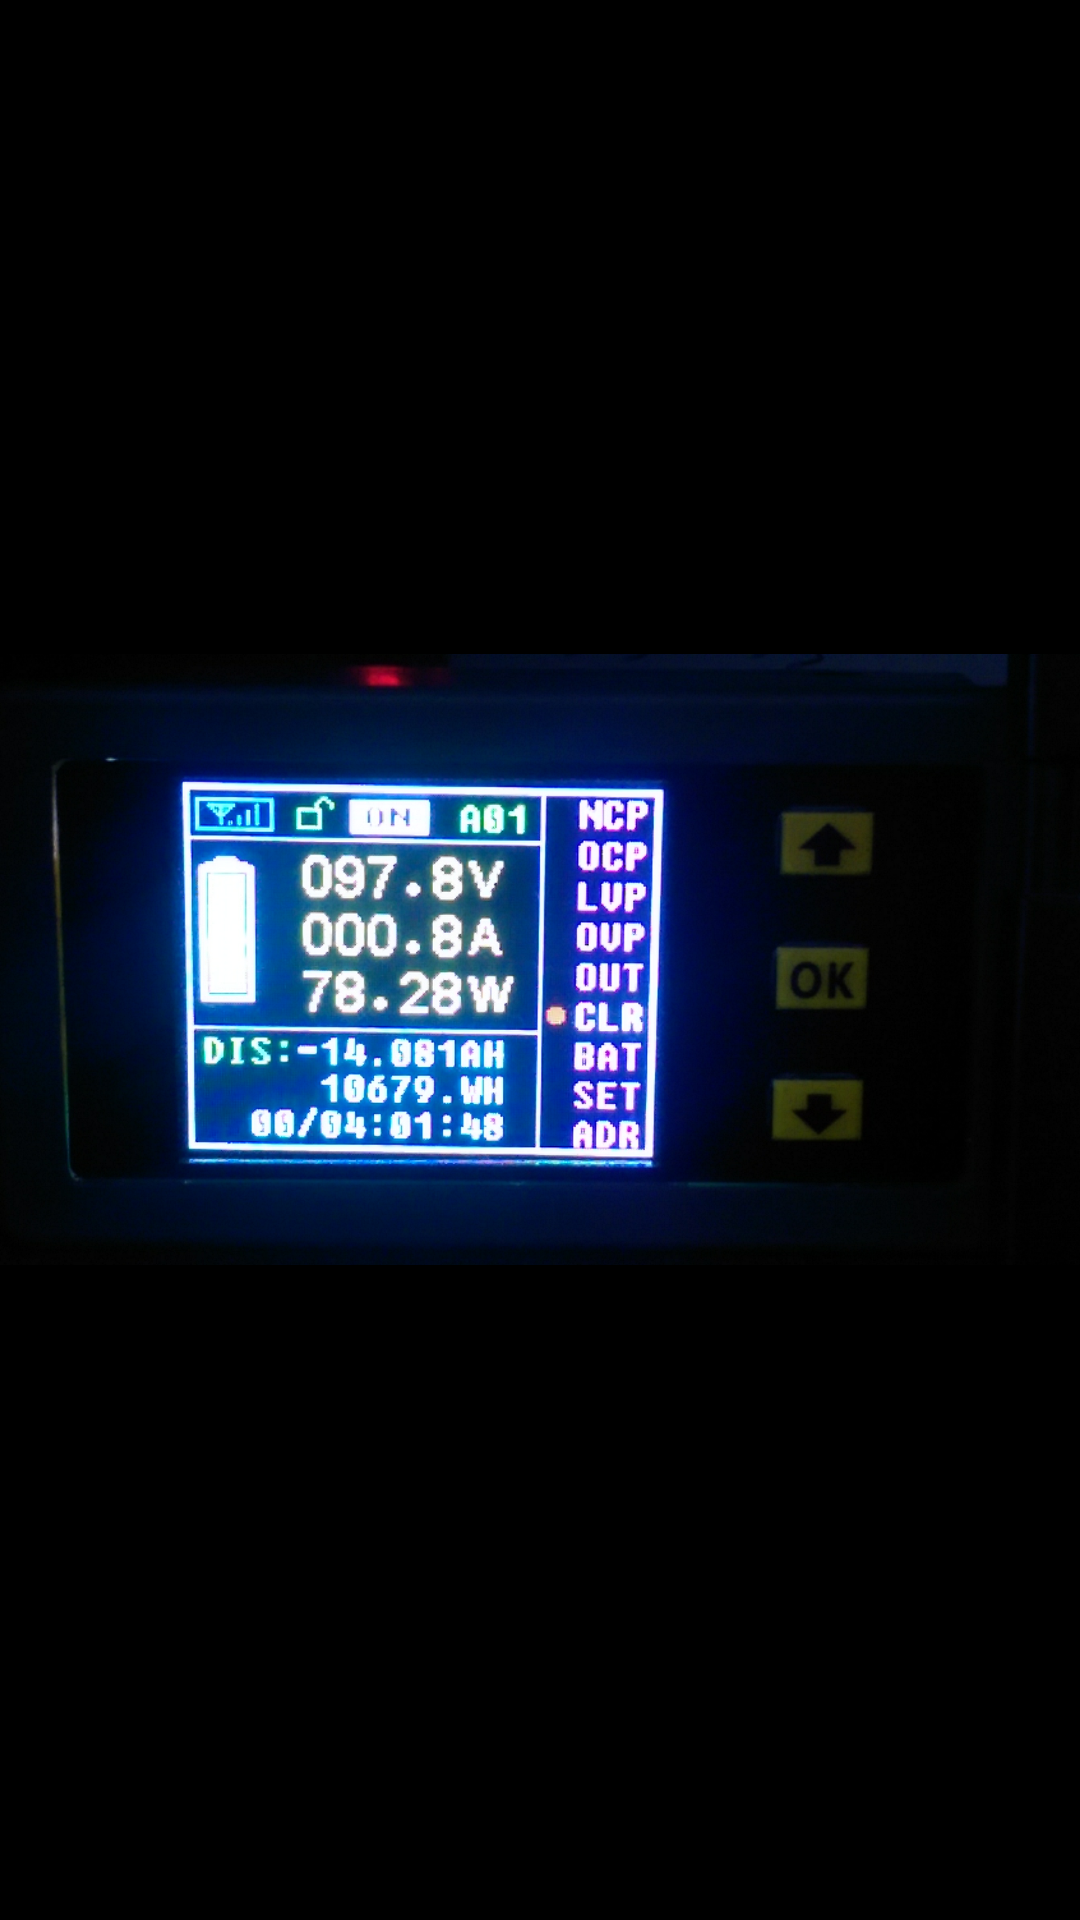 ON A01
097.8V
000.8A
78.28W
DIS:-14.081AH
10679.WH
00/04:01:48
NCP
OCP
LVP
OVP
OUT
CLR
BAT
SET
ADR
OK